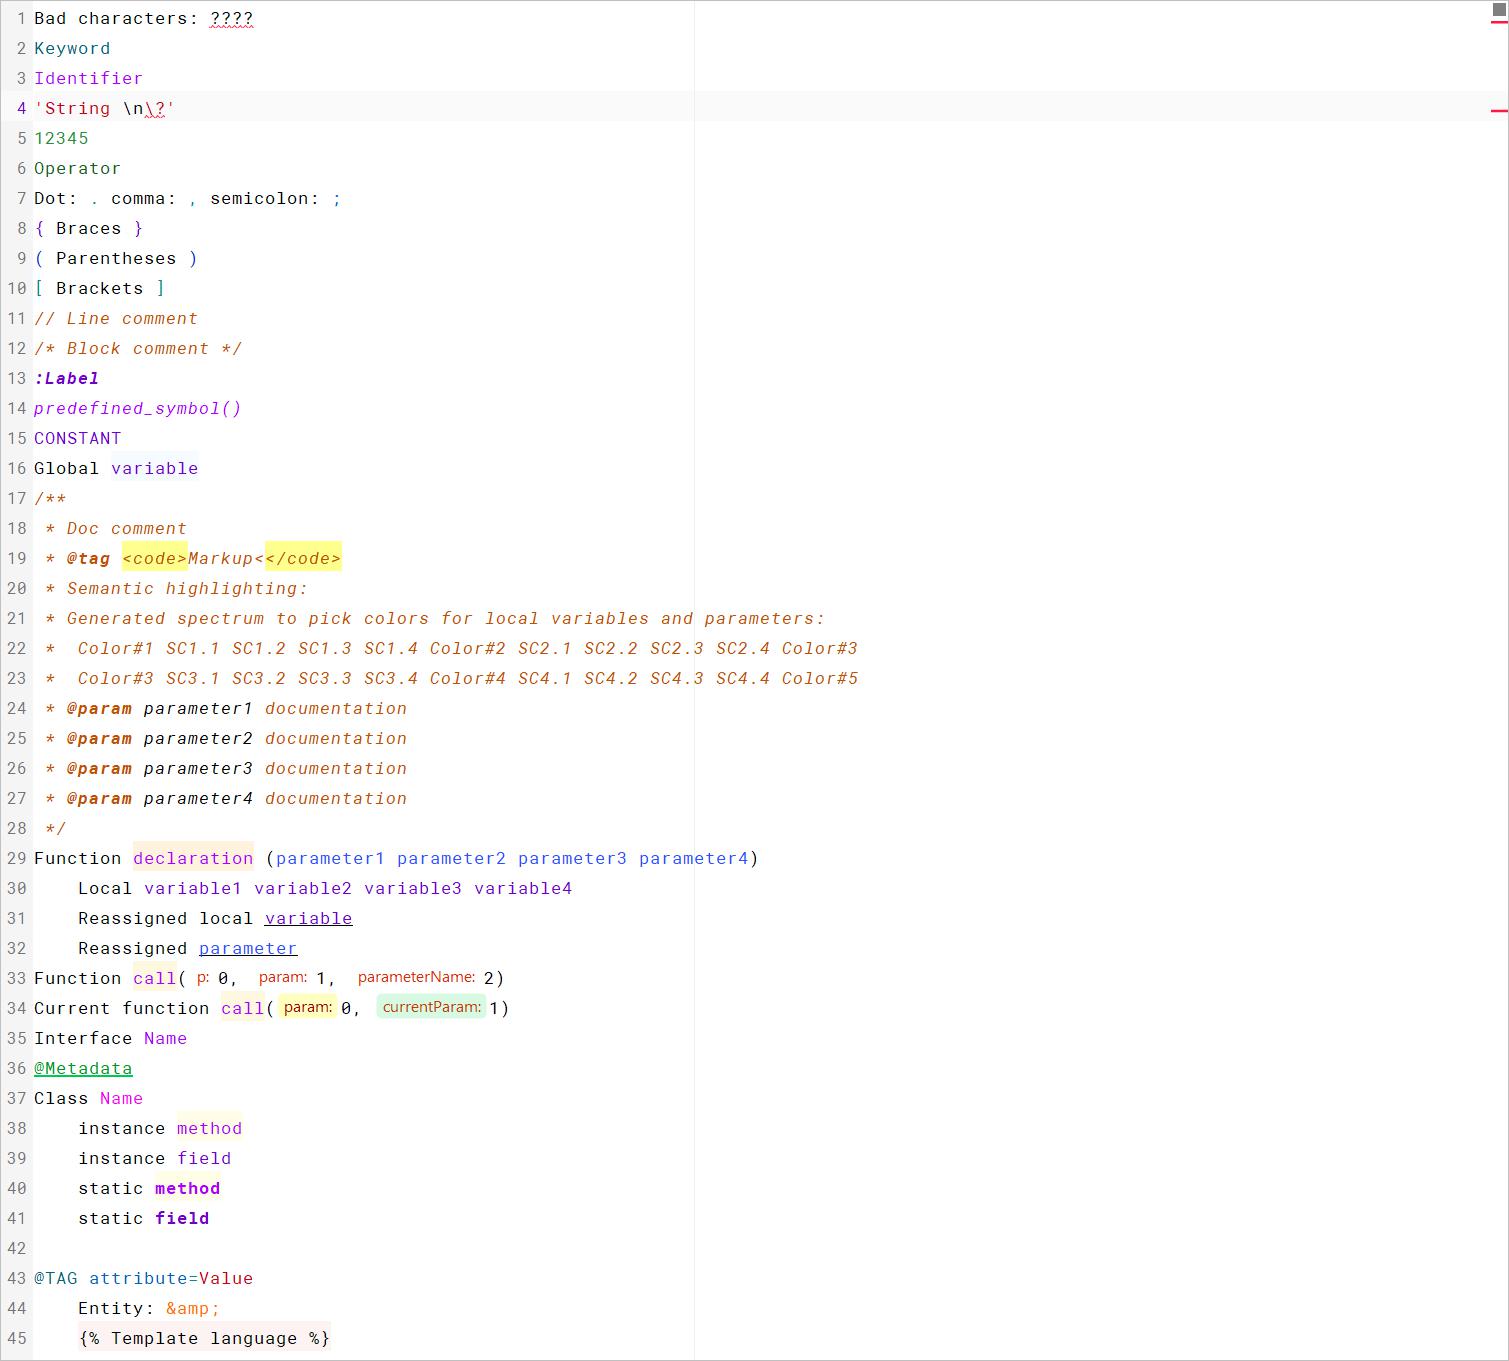 1 Bad characters: ????
2 Keyword
3 Identifier
4 'String \n\?'
5 12345
6 Operator
7 Dot: . comma: , semicolon: ;
8 { Braces }
9 ( Parentheses )
10 [ Brackets ]
11 // Line comment
12 /* Block comment */
13 :Label
14 predefined_symbol()
15 CONSTANT
16 Global variable
17 /**
18  * Doc comment
19  * @tag <code>Markup<</code>
20  * Semantic highlighting:
21  * Generated spectrum to pick colors for local variables and parameters:
22  *  Color#1 SC1.1 SC1.2 SC1.3 SC1.4 Color#2 SC2.1 SC2.2 SC2.3 SC2.4 Color#3
23  *  Color#3 SC3.1 SC3.2 SC3.3 SC3.4 Color#4 SC4.1 SC4.2 SC4.3 SC4.4 Color#5
24  * @param parameter1 documentation
25  * @param parameter2 documentation
26  * @param parameter3 documentation
27  * @param parameter4 documentation
28  */
29 Function declaration (parameter1 parameter2 parameter3 parameter4)
30     Local variable1 variable2 variable3 variable4
31     Reassigned local variable
32     Reassigned parameter
33 Function call( p: 0, param: 1, parameterName: 2)
34 Current function call( param: 0, currentParam: 1)
35 Interface Name
36 @Metadata
37 Class Name
38     instance method
39     instance field
40     static method
41     static field
42
43 @TAG attribute=Value
44     Entity: &amp;
45     {% Template language %}